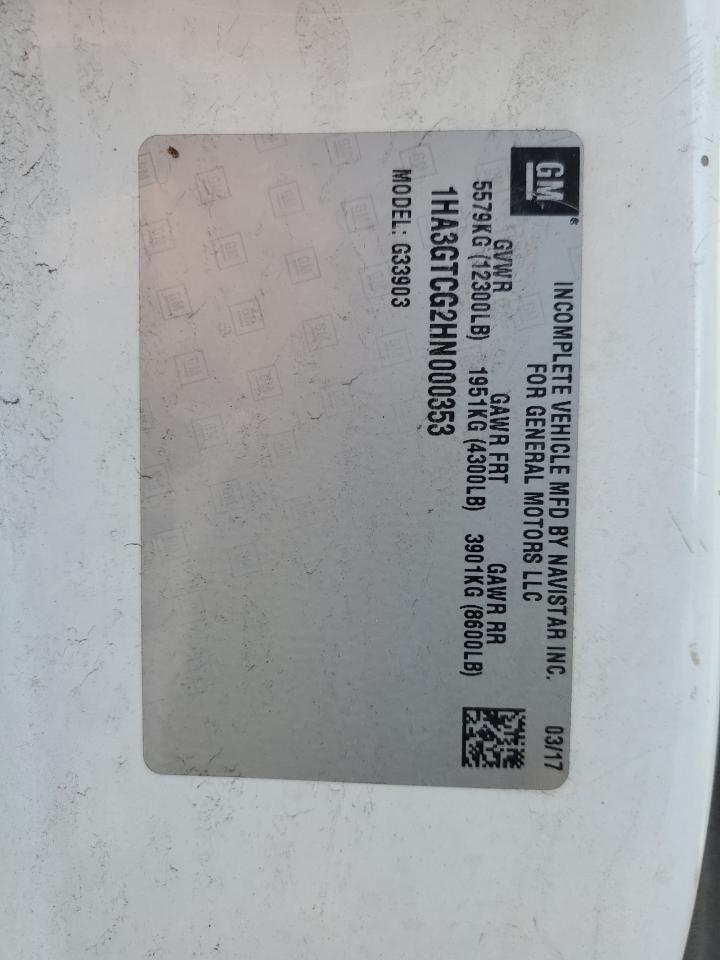 GM®
INCOMPLETE VEHICLE MFD BY NAVISTAR INC. 03/17
FOR GENERAL MOTORS LLC
GVWR GAWR FRT GAWR RR
5579KG (12300LB) 1951KG (4300LB) 3901KG (8600LB)
1HA3GTCG2HN000353
MODEL: G33903